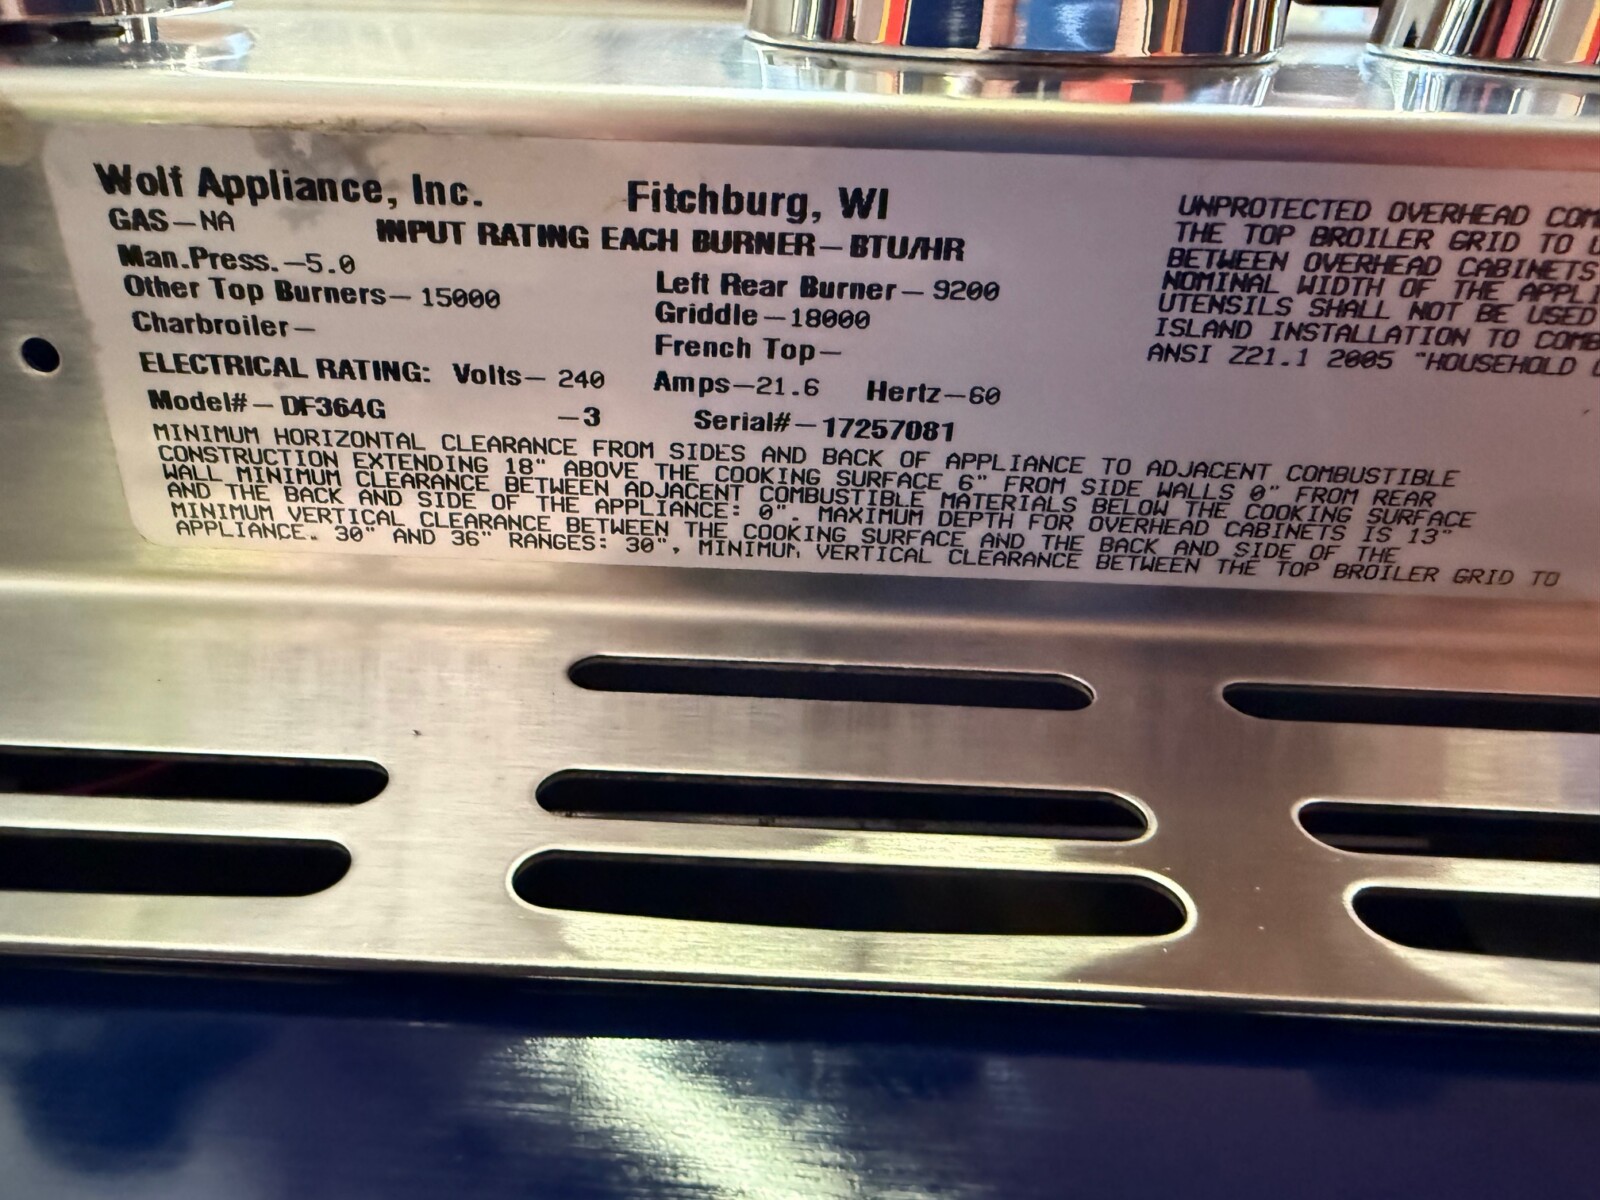 Wolf Appliance, Inc. Fitchburg, WI
GAS—NA INPUT RATING EACH BURNER—BTU/HR
Man.Press.—5.0
Other Top Burners—15000 Left Rear Burner—9200
Charbroiler— Griddle—18000
French Top—
ELECTRICAL RATING: Volts—240 Amps—21.6 Hertz—60
Model#—DF364G —3 Serial#—17257081
MINIMUM HORIZONTAL CLEARANCE FROM SIDES AND BACK OF APPLIANCE TO ADJACENT COMBUSTIBLE
CONSTRUCTION EXTENDING 18" ABOVE THE COOKING SURFACE 6" FROM SIDE WALLS 0" FROM REAR
WALL MINIMUM CLEARANCE BETWEEN ADJACENT COMBUSTIBLE MATERIALS BELOW THE COOKING SURFACE
AND THE BACK AND SIDE OF THE APPLIANCE: 0". MAXIMUM DEPTH FOR OVERHEAD CABINETS IS 13"
MINIMUM VERTICAL CLEARANCE BETWEEN THE COOKING SURFACE AND THE BACK AND SIDE OF THE
APPLIANCE. 30" AND 36" RANGES: 30", MINIMUM VERTICAL CLEARANCE BETWEEN THE TOP BROILER GRID TO
UNPROTECTED OVERHEAD COM
THE TOP BROILER GRID TO U
BETWEEN OVERHEAD CABINETS
NOMINAL WIDTH OF THE APPLI
UTENSILS SHALL NOT BE USED
ISLAND INSTALLATION TO COMB
ANSI Z21.1 2005 "HOUSEHOLD